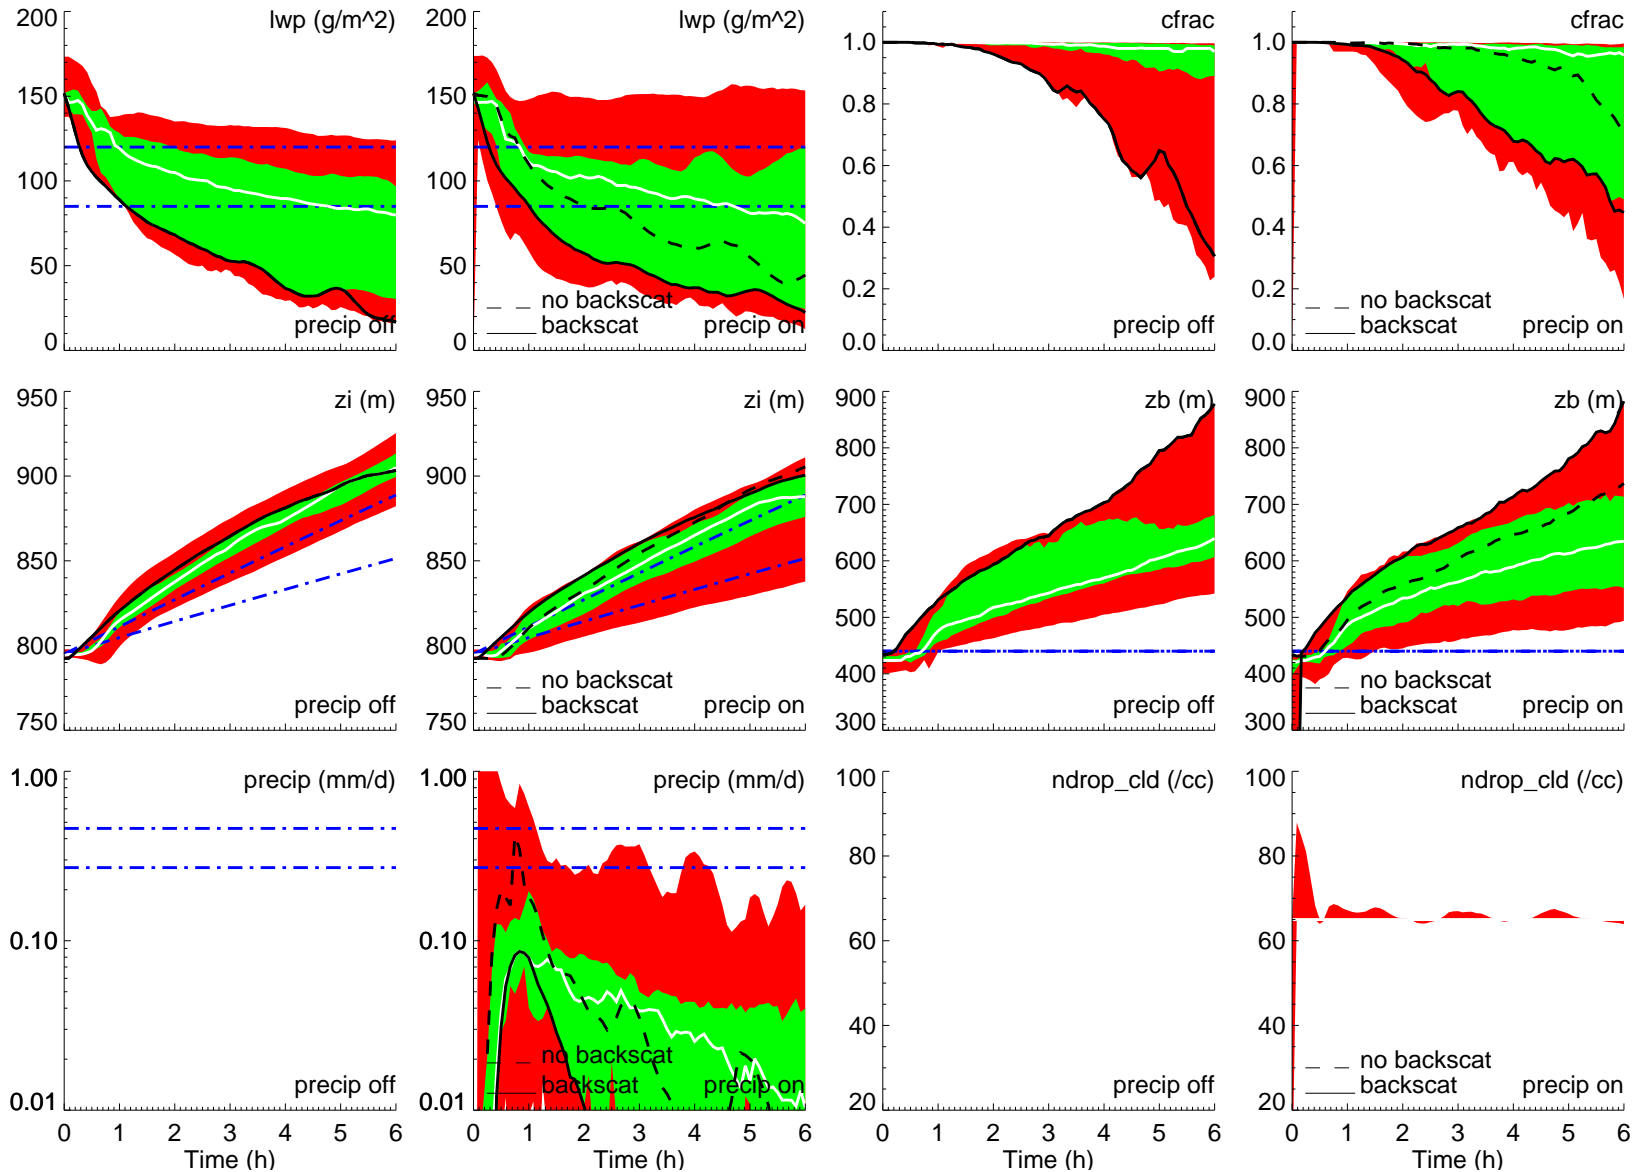 lwp (g/m^2)
200
150
100
50
0
precip off
lwp (g/m^2)
200
150
100
50
0
no backscat
backscat
precip on
cfrac
1.0
0.8
0.6
0.4
0.2
0.0
precip off
cfrac
1.0
0.8
0.6
0.4
0.2
0.0
no backscat
backscat
precip on
zi (m)
950
900
850
800
750
precip off
zi (m)
950
900
850
800
750
no backscat
backscat
precip on
zb (m)
900
800
700
600
500
400
300
precip off
zb (m)
900
800
700
600
500
400
300
no backscat
backscat
precip on
precip (mm/d)
1.00
0.10
0.01
precip off
0 1 2 3 4 5 6
Time (h)
precip (mm/d)
1.00
0.10
0.01
no backscat
backscat
precip on
0 1 2 3 4 5 6
Time (h)
ndrop_cld (/cc)
100
80
60
40
20
precip off
0 1 2 3 4 5 6
Time (h)
ndrop_cld (/cc)
100
80
60
40
20
no backscat
backscat
precip on
0 1 2 3 4 5 6
Time (h)